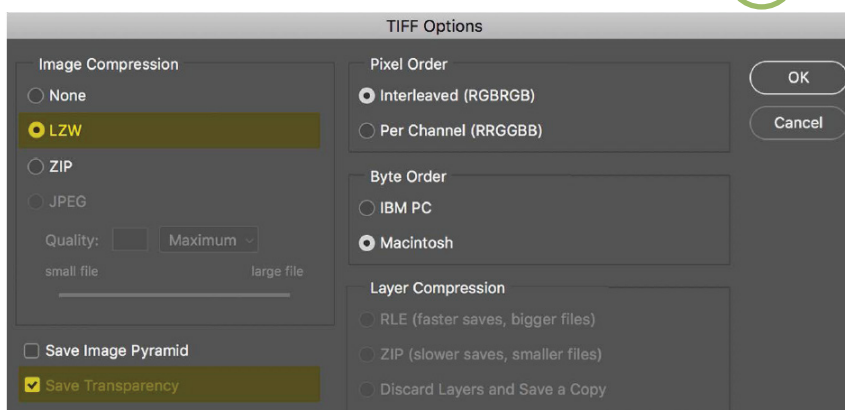 TIFF Options
Image Compression
None
LZW
ZIP
JPEG
Quality: Maximum
small file large file
Save Image Pyramid
Save Transparency
Pixel Order
Interleaved (RGBRGB)
Per Channel (RRGGBB)
Byte Order
IBM PC
Macintosh
Layer Compression
RLE (faster saves, bigger files)
ZIP (slower saves, smaller files)
Discard Layers and Save a Copy
OK
Cancel